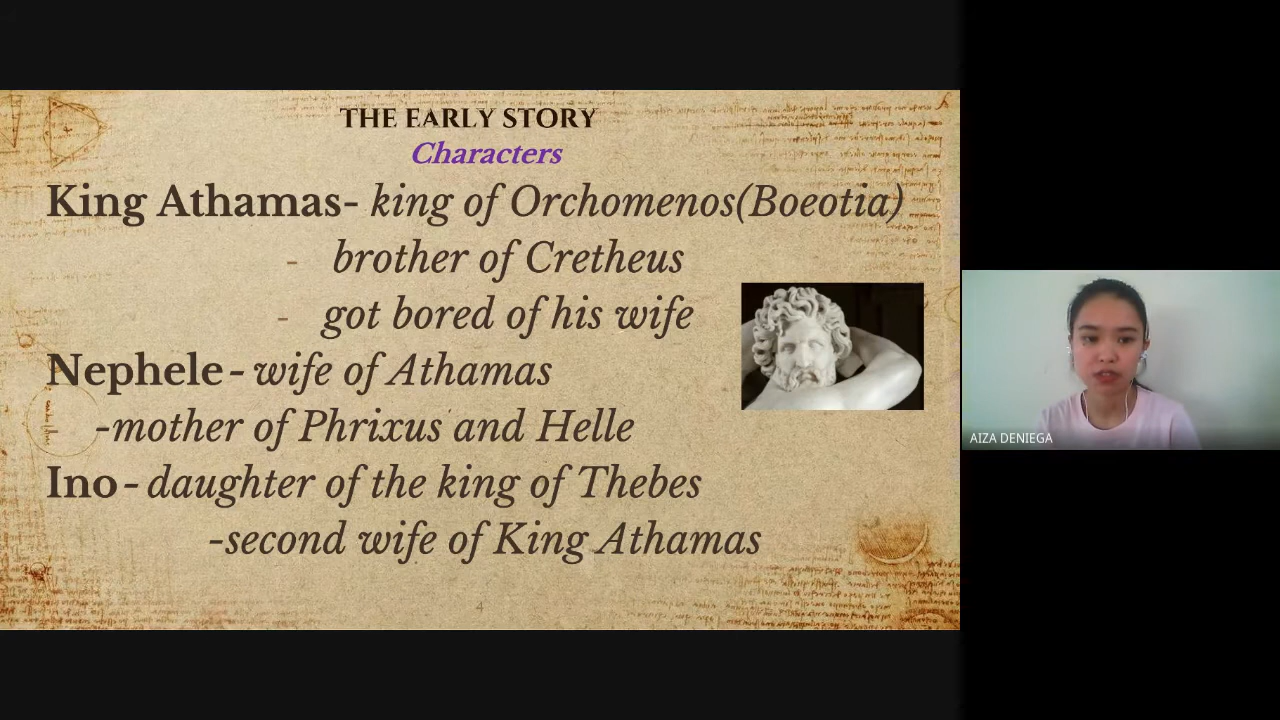 THE EARLY STORY
Characters
King Athamas- king of Orchomenos(Boeotia)
- brother of Cretheus
- got bored of his wife
Nephele - wife of Athamas
- -mother of Phrixus and Helle
Ino - daughter of the king of Thebes
-second wife of King Athamas
4
AIZA DENIEGA